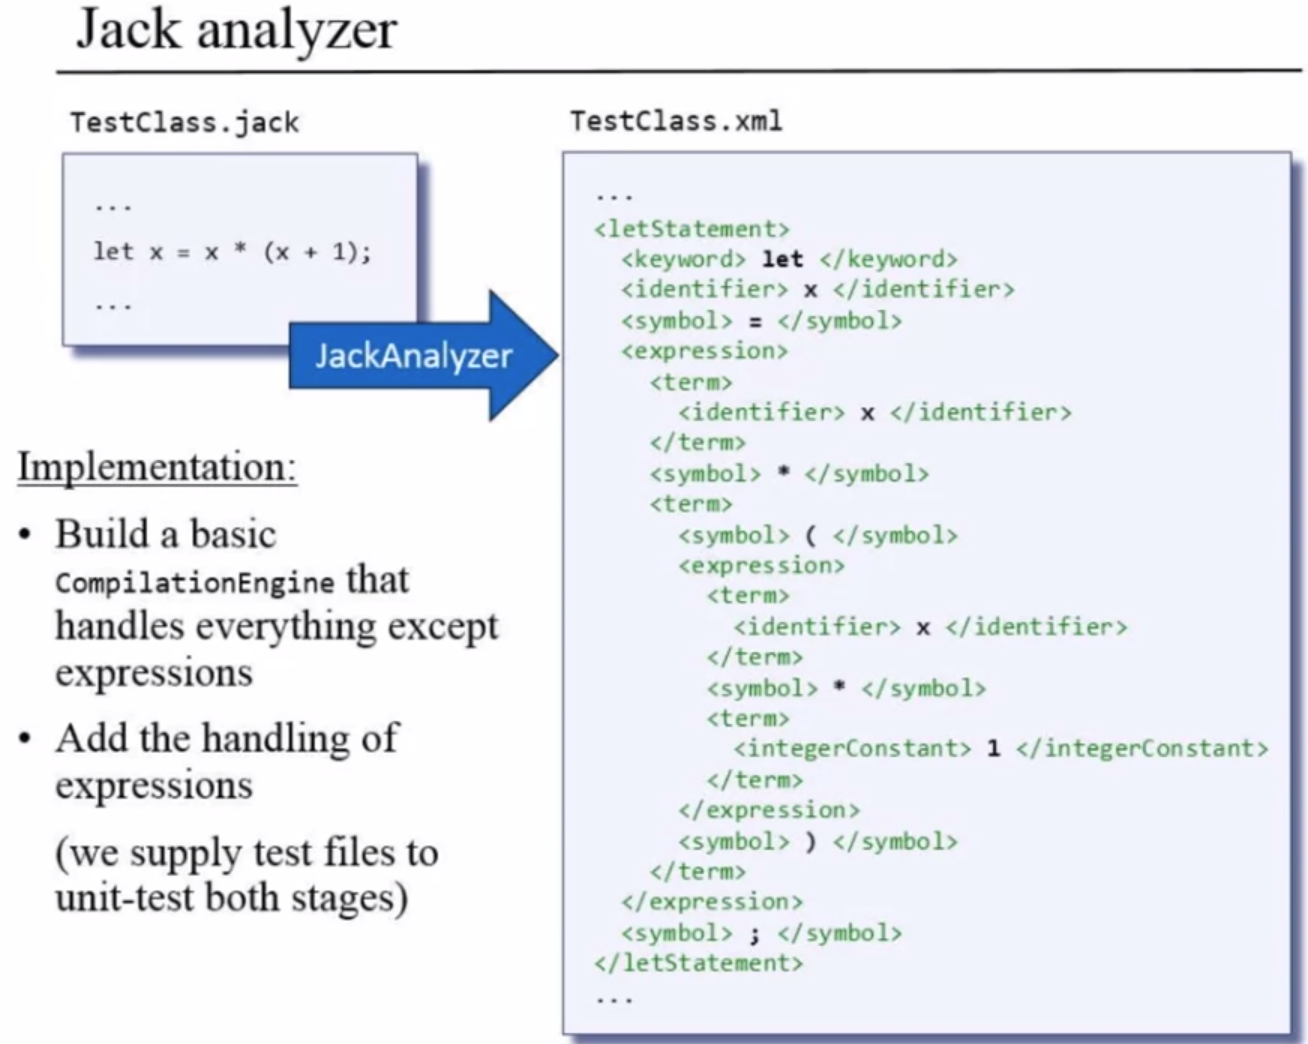 Jack analyzer
TestClass.jack
...
let x = x * (x + 1);
...
JackAnalyzer
Implementation:
• Build a basic
CompilationEngine that
handles everything except
expressions
• Add the handling of
expressions
(we supply test files to
unit-test both stages)
TestClass.xml
...
<letStatement>
  <keyword> let </keyword>
  <identifier> x </identifier>
  <symbol> = </symbol>
  <expression>
    <term>
      <identifier> x </identifier>
    </term>
    <symbol> * </symbol>
    <term>
      <symbol> ( </symbol>
      <expression>
        <term>
          <identifier> x </identifier>
        </term>
        <symbol> * </symbol>
        <term>
          <integerConstant> 1 </integerConstant>
        </term>
      </expression>
      <symbol> ) </symbol>
    </term>
  </expression>
  <symbol> ; </symbol>
</letStatement>
...